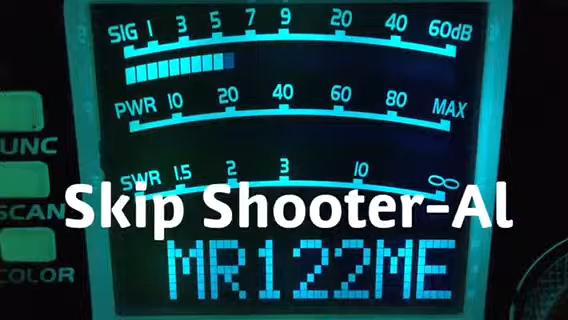 SIG 1 3 5 7 9 20 40 60dB
PWR 10 20 40 60 80 MAX
UNC
SWR 1.5 2 3 10 ∞
SCAN
Skip Shooter-Al
COLOR
MR122ME